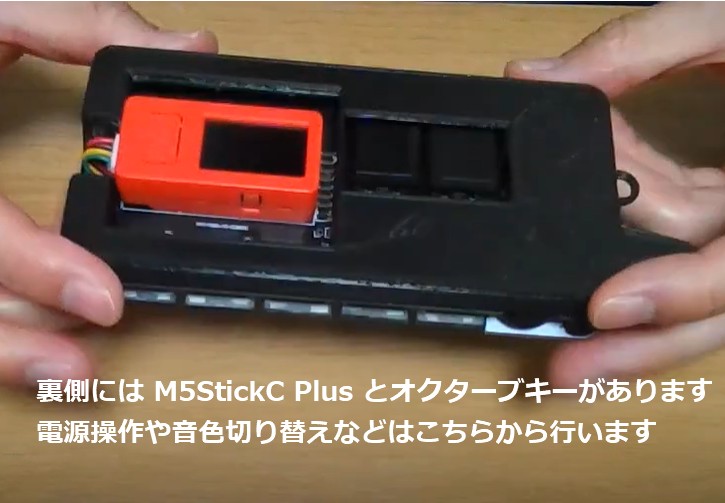 裏側には M5StickC Plus とオクターブキーがあります
電源操作や音色切り替えなどはこちらから行います